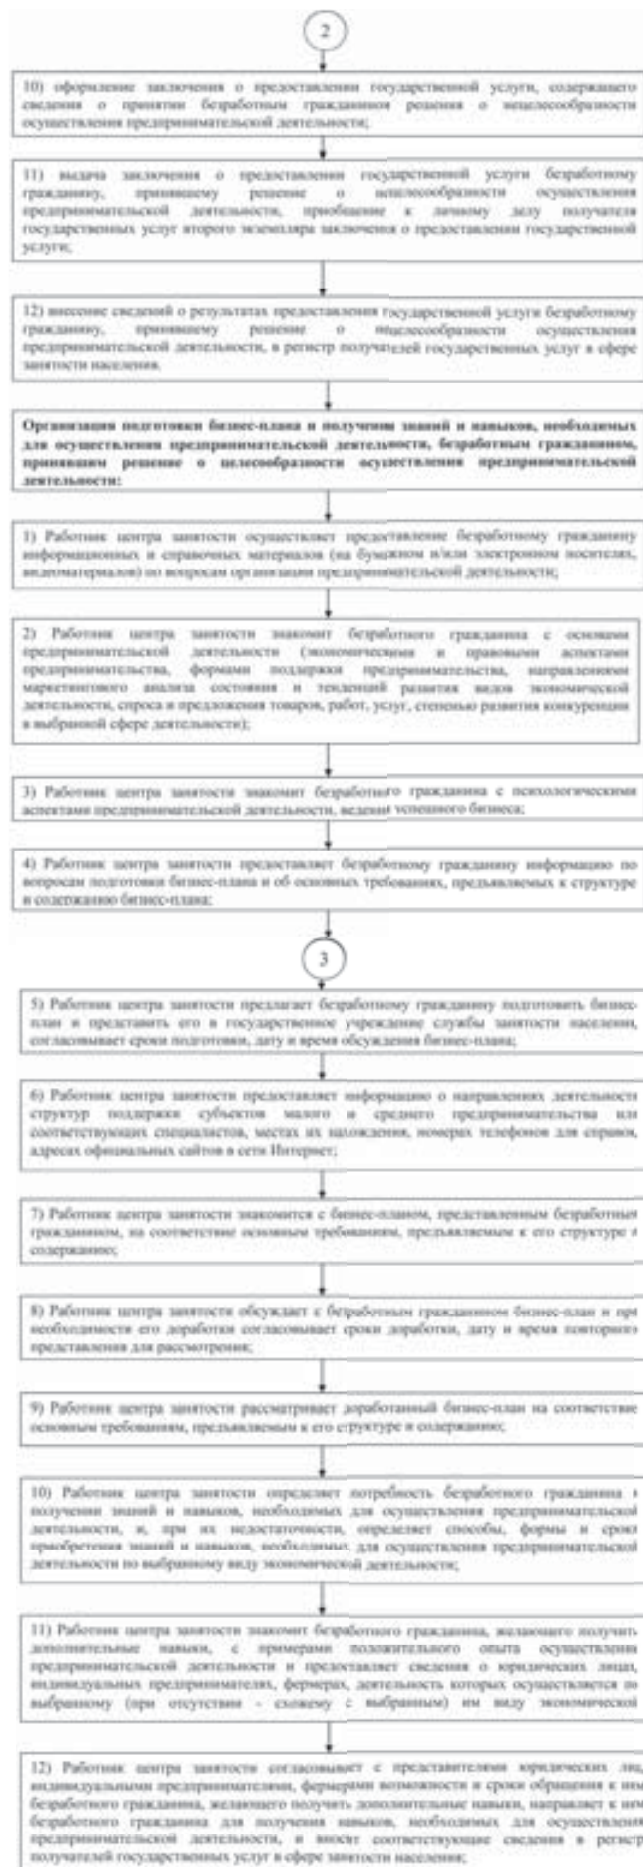 2
10) оформление заключения о предоставлении государственной услуги, содержащего
сведения о принятии безработным гражданином решения о нецелесообразности
осуществления предпринимательской деятельности;
11) выдача заключения о предоставлении государственной услуги безработному
гражданину, принявшему решение о нецелесообразности осуществления
предпринимательской деятельности, приобщение к личному делу получателя
государственных услуг второго экземпляра заключения о предоставлении государственной
услуги;
12) внесение сведений о результатах предоставления государственной услуги безработному
гражданину, принявшему решение о нецелесообразности осуществления
предпринимательской деятельности, в регистр получателей государственных услуг в сфере
занятости населения.
Организация подготовки бизнес-плана и получения знаний и навыков, необходимых
для осуществления предпринимательской деятельности, безработным гражданином,
принявшим решение о целесообразности осуществления предпринимательской
деятельности:
1) Работник центра занятости осуществляет предоставление безработному гражданину
информационных и справочных материалов (на бумажном и/или электронном носителях,
видеоматериалов) по вопросам организации предпринимательской деятельности;
2) Работник центра занятости знакомит безработного гражданина с основами
предпринимательской деятельности (экономическими и правовыми аспектами
предпринимательства, формами поддержки предпринимательства, направлениями
маркетингового анализа состояния и тенденций развития видов экономической
деятельности, спроса и предложения товаров, работ, услуг, степенью развития конкуренции
в выбранной сфере деятельности);
3) Работник центра занятости знакомит безработного гражданина с психологическими
аспектами предпринимательской деятельности, ведения успешного бизнеса;
4) Работник центра занятости предоставляет безработному гражданину информацию по
вопросам подготовки бизнес-плана и об основных требованиях, предъявляемых к структуре
и содержанию бизнес-плана;
3
5) Работник центра занятости предлагает безработному гражданину подготовить бизнес-
план и представить его в государственное учреждение службы занятости населения,
согласовывает сроки подготовки, дату и время обсуждения бизнес-плана;
6) Работник центра занятости предоставляет информацию о направлениях деятельности
структур поддержки субъектов малого и среднего предпринимательства или
соответствующих специалистов, местах их нахождения, номерах телефонов для справок,
адресах официальных сайтов в сети Интернет;
7) Работник центра занятости знакомится с бизнес-планом, представленным безработным
гражданином, на соответствие основным требованиям, предъявляемым к его структуре и
содержанию;
8) Работник центра занятости обсуждает с безработным гражданином бизнес-план и при
необходимости его доработки согласовывает сроки доработки, дату и время повторного
представления для рассмотрения;
9) Работник центра занятости рассматривает доработанный бизнес-план на соответствие
основным требованиям, предъявляемым к его структуре и содержанию;
10) Работник центра занятости определяет потребность безработного гражданина в
получении знаний и навыков, необходимых для осуществления предпринимательской
деятельности, и, при их недостаточности, определяет способы, формы и сроки
приобретения знаний и навыков, необходимых для осуществления предпринимательской
деятельности по выбранному виду экономической деятельности;
11) Работник центра занятости знакомит безработного гражданина, желающего получить
дополнительные навыки, с примерами положительного опыта осуществления
предпринимательской деятельности и предоставляет сведения о юридических лицах,
индивидуальных предпринимателях, фермерах, деятельность которых осуществляется по
выбранному (при отсутствии - схожему с выбранным) им виду экономической
12) Работник центра занятости согласовывает с представителями юридических лиц,
индивидуальными предпринимателями, фермерами возможности и сроки обращения к ним
безработного гражданина, желающего получить дополнительные навыки, направляет к ним
безработного гражданина для получения навыков, необходимых для осуществления
предпринимательской деятельности, и вносит соответствующие сведения в регистр
получателей государственных услуг в сфере занятости населения;